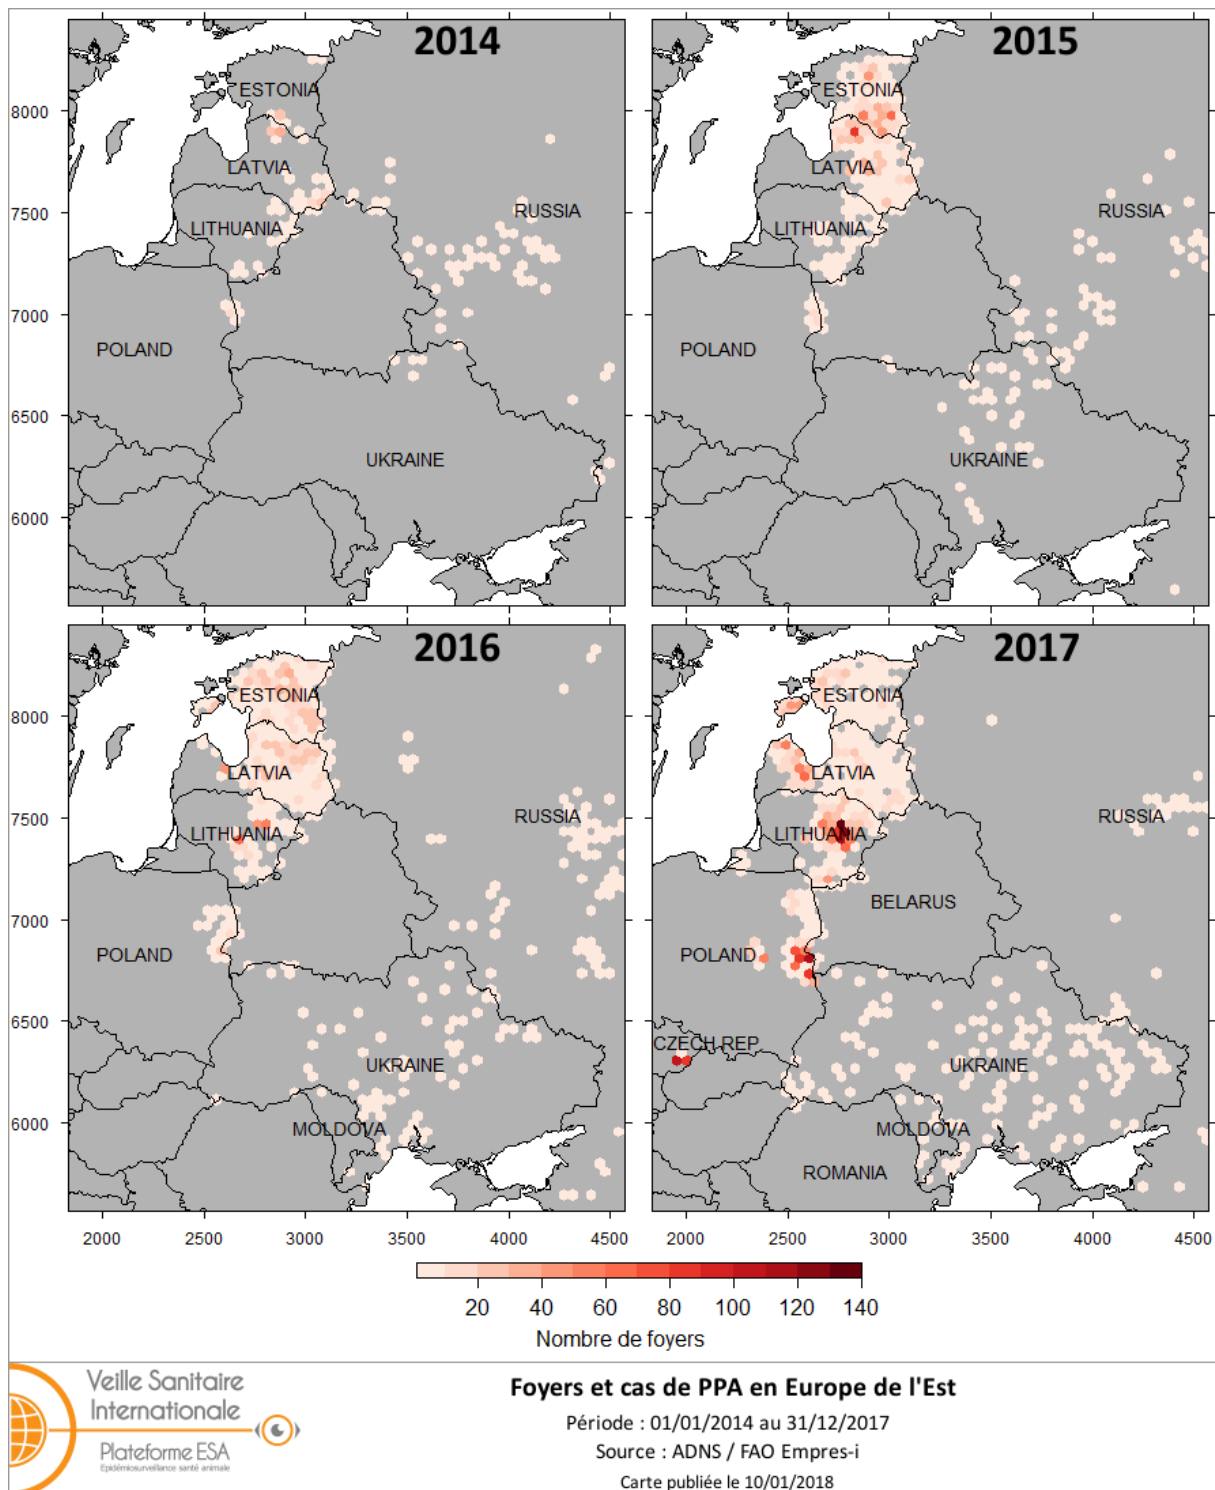 2014
2015
ESTONIA
LATVIA
LITHUANIA
RUSSIA
POLAND
UKRAINE
8000
7500
7000
6500
6000
ESTONIA
LATVIA
LITHUANIA
RUSSIA
POLAND
UKRAINE
2016
2017
ESTONIA
LATVIA
LITHUANIA
RUSSIA
POLAND
UKRAINE
MOLDOVA
8000
7500
7000
6500
6000
ESTONIA
LATVIA
LITHUANIA
RUSSIA
BELARUS
POLAND
CZECH REP.
UKRAINE
MOLDOVA
ROMANIA
2000 2500 3000 3500 4000 4500
2000 2500 3000 3500 4000 4500
20 40 60 80 100 120 140
Nombre de foyers
Veille Sanitaire
Internationale
Plateforme ESA
Epidémiosurveillance santé animale
Foyers et cas de PPA en Europe de l'Est
Période : 01/01/2014 au 31/12/2017
Source : ADNS / FAO Empres-i
Carte publiée le 10/01/2018